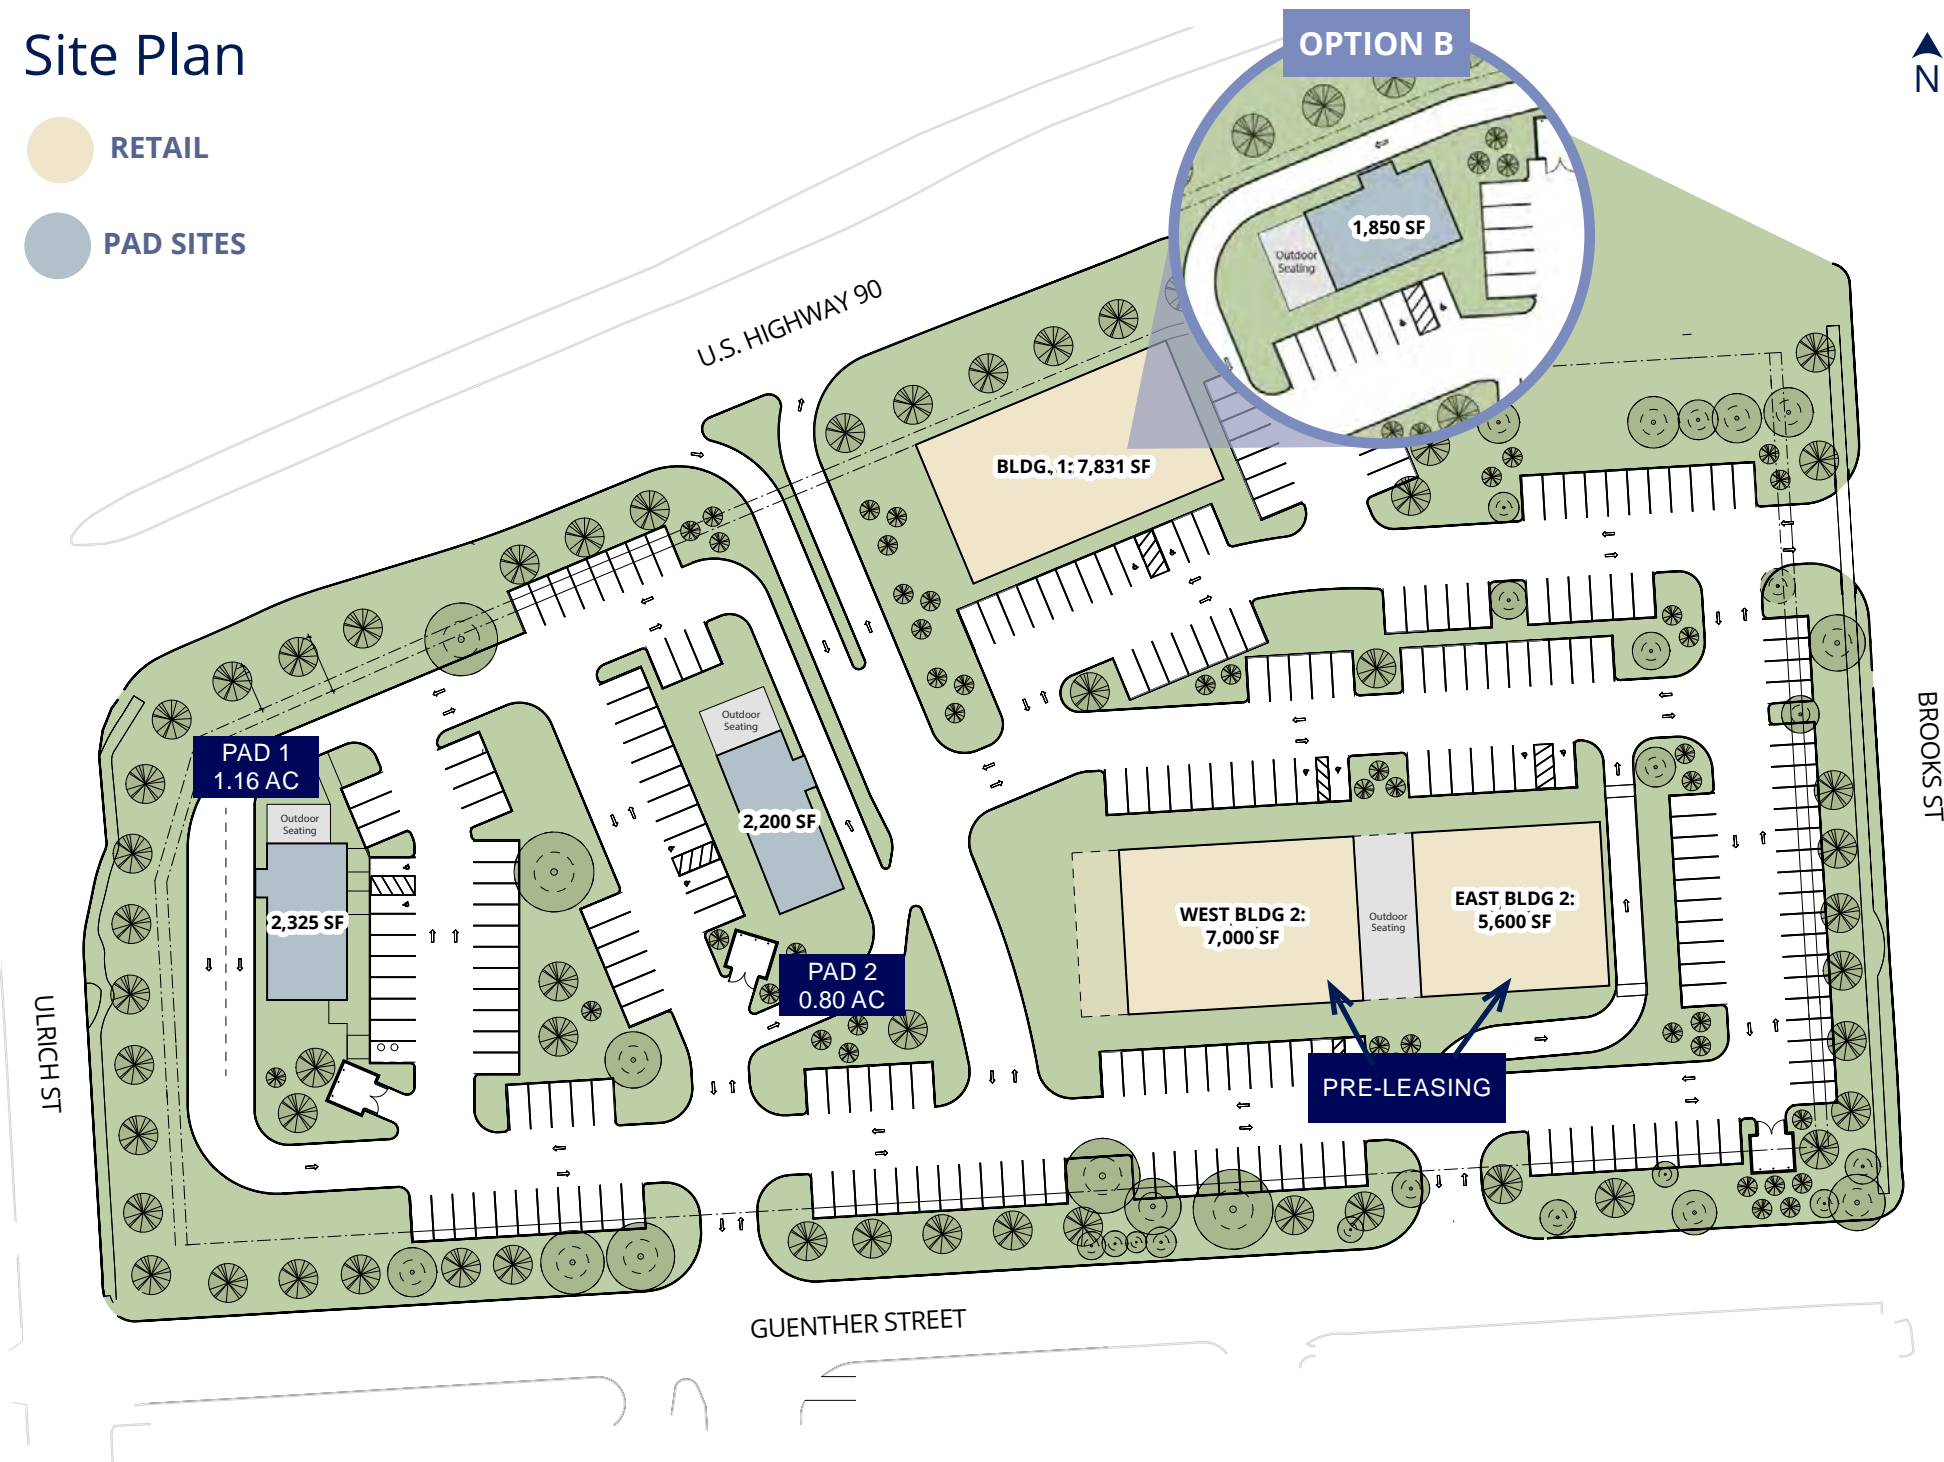 Site Plan
RETAIL
PAD SITES
OPTION B
N
1,850 SF
Outdoor
Seating
U.S. HIGHWAY 90
BLDG. 1: 7,831 SF
PAD 1
1.16 AC
Outdoor
Seating
2,325 SF
Outdoor
Seating
2,200 SF
PAD 2
0.80 AC
WEST BLDG 2:
7,000 SF
Outdoor
Seating
EAST BLDG 2:
5,600 SF
PRE-LEASING
BROOKS ST
ULRICH ST
GUENTHER STREET